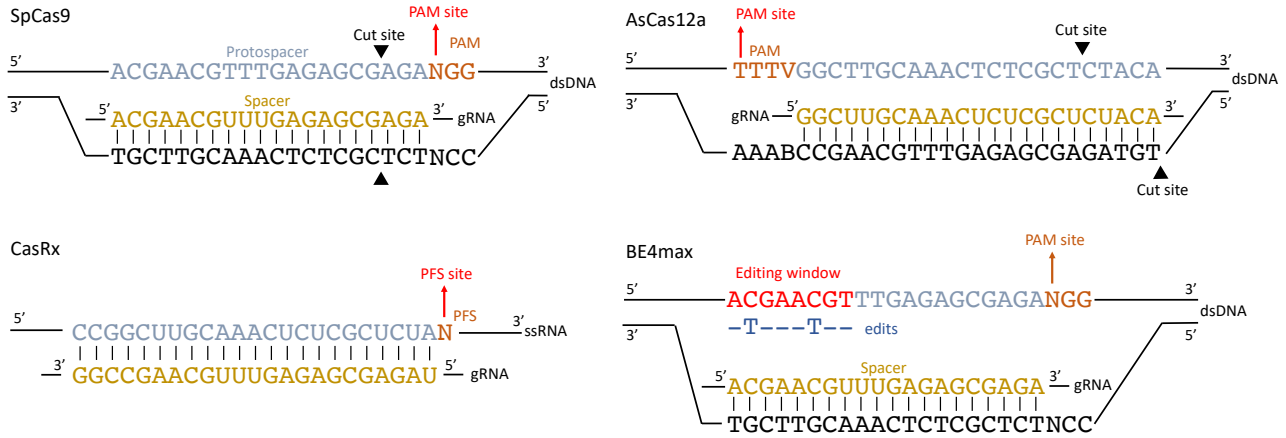 SpCas9
PAM site
Cut site
Protospacer
PAM
5’
ACGAACGTTTGAGAGCGAGANGG
3’
dsDNA
3’
5’
Spacer
5’
ACGAACGUUUGAGAGCGAGA
3’
gRNA
TGCTTGCAAACTCTCGCTCTNCC
AsCas12a
PAM site
Cut site
PAM
5’
TTTVGGCTTGCAAACTCTCGCTCTACA
3’
dsDNA
3’
5’
gRNA
5’
GGCUUGCAAACUCUCGCUCUACA
3’
AAABCCGAACGTTTGAGAGCGAGATGT
Cut site
CasRx
PFS site
PFS
5’
CCGGCUUGCAAACUCUCGCUCUAN
3’
ssRNA
3’
GGCCGAACGUUUGAGAGCGAGAU
5’
gRNA
BE4max
PAM site
Editing window
5’
ACGAACGTTTGAGAGCGAGANGG
3’
dsDNA
–T–––T–– edits
3’
5’
Spacer
5’
ACGAACGUUUGAGAGCGAGA
3’
gRNA
TGCTTGCAAACTCTCGCTCTNCC